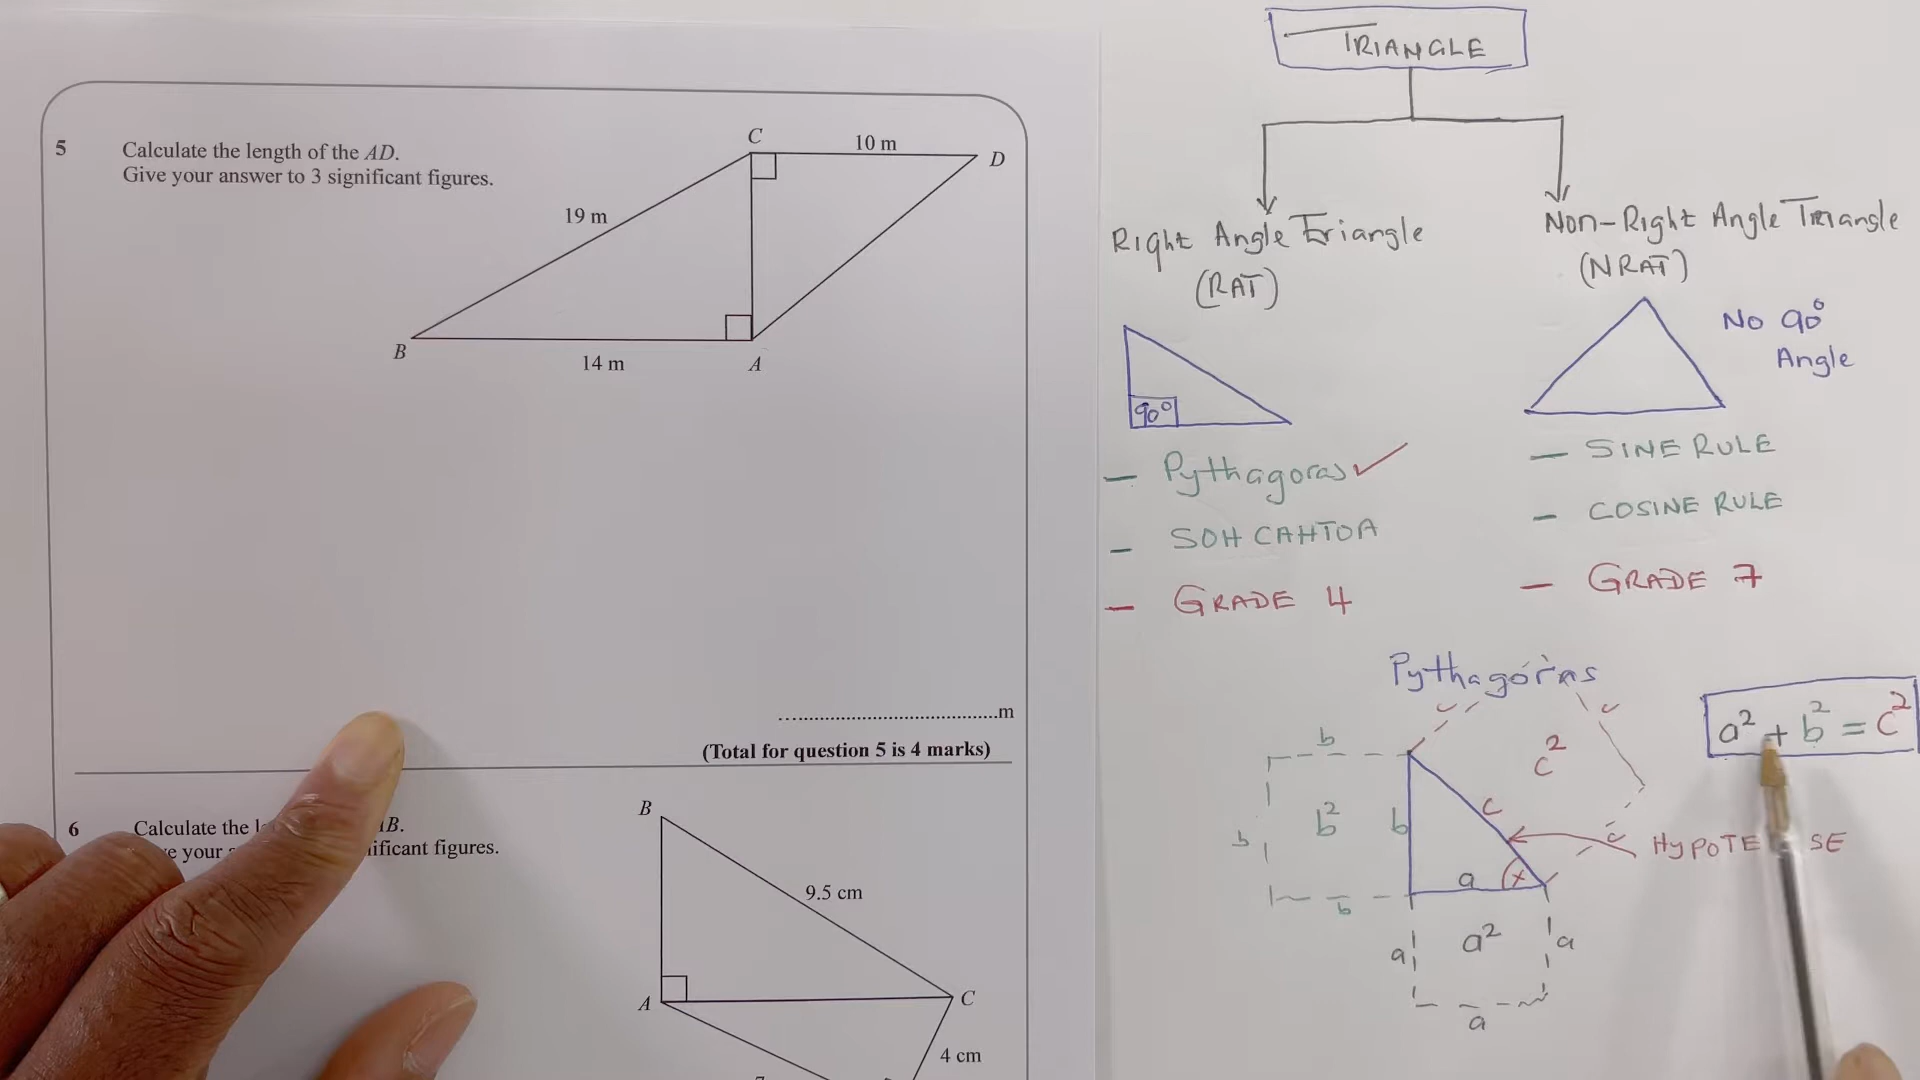 5 Calculate the length of the AD.
Give your answer to 3 significant figures.
C
10 m
D
19 m
B
14 m
A
m
(Total for question 5 is 4 marks)
6 Calculate the
your ificant figures.
B
9.5 cm
A
C
4 cm
TRIANGLE
Right Angle Triangle
(RAT)
90°
- Pythagoras ✓
- SOH CAHTOA
- GRADE 4
Non-Right Angle Triangle
(NRAT)
No 90°
Angle
- SINE RULE
- COSINE RULE
- GRADE 7
Pythagoras
a² + b² = c²
c
c
b
c²
b
b²
b
c
c
HYPOTE SE
a
x
b
a
a²
a
a